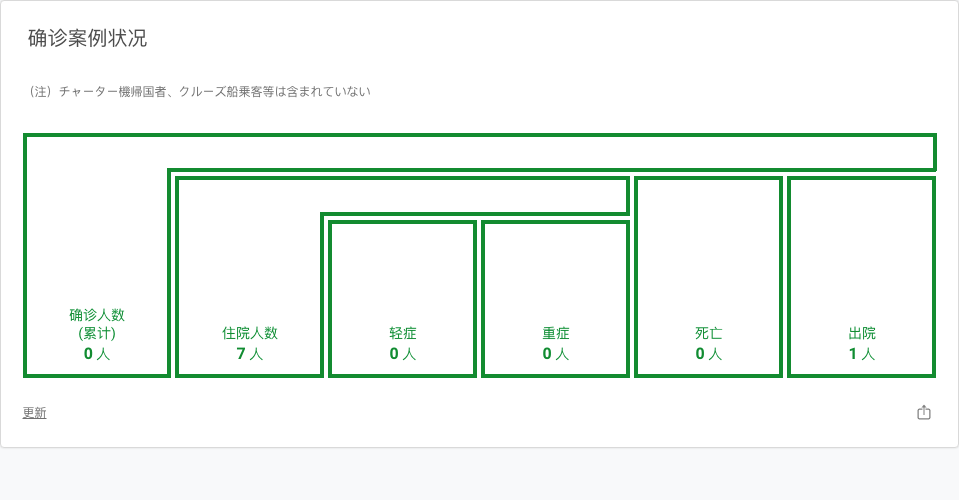 确诊案例状况
（注）チャーター機帰国者、クルーズ船乗客等は含まれていない
确诊人数
(累计)
0 人
住院人数
7 人
轻症
0 人
重症
0 人
死亡
0 人
出院
1 人
更新